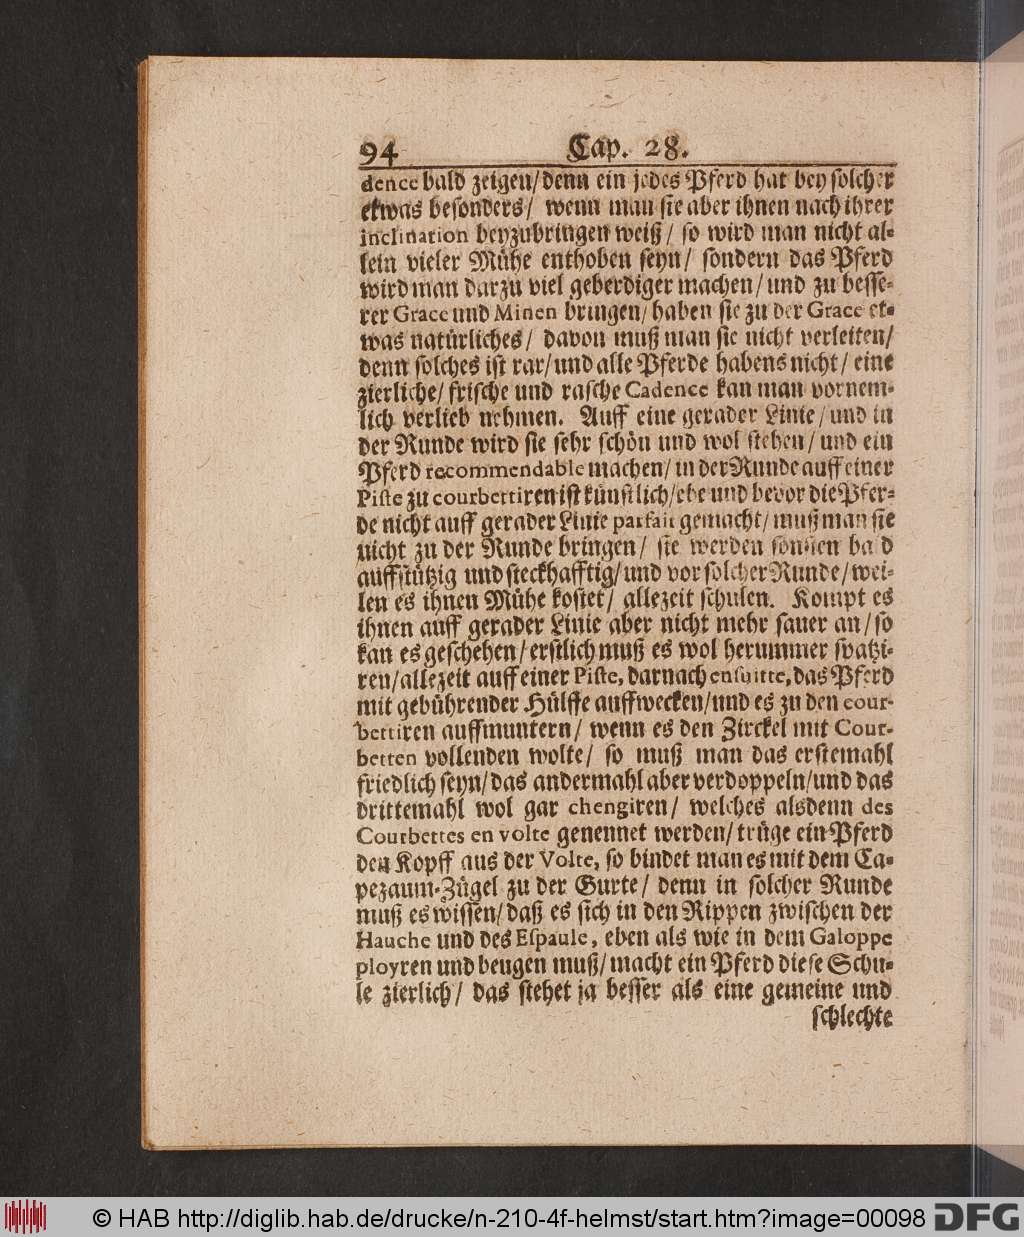 94 Cap. 28.
dence bald zeigen/ denn ein jedes Pferd hat bey solcher
etwas besonders/ wenn man sie aber ihnen nach ihrer
inclination beyzubringen weiß/ so wird man nicht al-
lein vieler Mühe enthoben seyn/ sondern das Pferd
wird man darzu viel geberdiger machen/ und zu besse-
rer Grace und Minen bringen/ haben sie zu der Grace et-
was natürliches/ davon muß man sie nicht verleiten/
denn solches ist rar/ und alle Pferde habens nicht/ eine
zierliche/ frische und rasche Cadence kan man vornem-
lich verlieb nehmen. Auff eine gerader Linie/ und in
der Runde wird sie sehr schön und wol stehen/ und ein
Pferd recommendable machen/ in der Runde auff einer
Piste zu courbettiren ist künstlich/ ehe und bevor die Pfer-
de nicht auff gerader Linie parfait gemacht/ muß man sie
nicht zu der Runde bringen/ sie werden sonsten bald
auffstützig und steckhafftig/ und vor solcher Runde/ wei-
len es ihnen Mühe kostet/ allezeit schulen. Kompt es
ihnen auff gerader Linie aber nicht mehr sauer an/ so
kan es geschehen/ erstlich muß es wol herummer spatzi-
ren/ allezeit auff einer Piste, darnach ensuitte, das Pferd
mit gebührender Hülffe auffwecken/ und es zu den cour-
bettiren auffmuntern/ wenn es den Zirckel mit Cour-
betten vollenden wolte/ so muß man das erstemahl
friedlich seyn/ das andermahl aber verdoppeln/ und das
drittemahl wol gar chengiren/ welches alsdenn des
Courbettes en volte genennet werden/ trüge ein Pferd
den Kopff aus der Volte, so bindet man es mit dem Ca-
pezaum-Zügel zu der Gurte/ denn in solcher Runde
muß es wissen/ daß es sich in den Rippen zwischen der
Hauche und des Espaule, eben als wie in dem Galoppe
ployren und beugen muß/ macht ein Pferd diese Schu-
le zierlich/ das stehet ja besser als eine gemeine und
schlechte
© HAB http://diglib.hab.de/drucke/n-210-4f-helmst/start.htm?image=00098 DFG